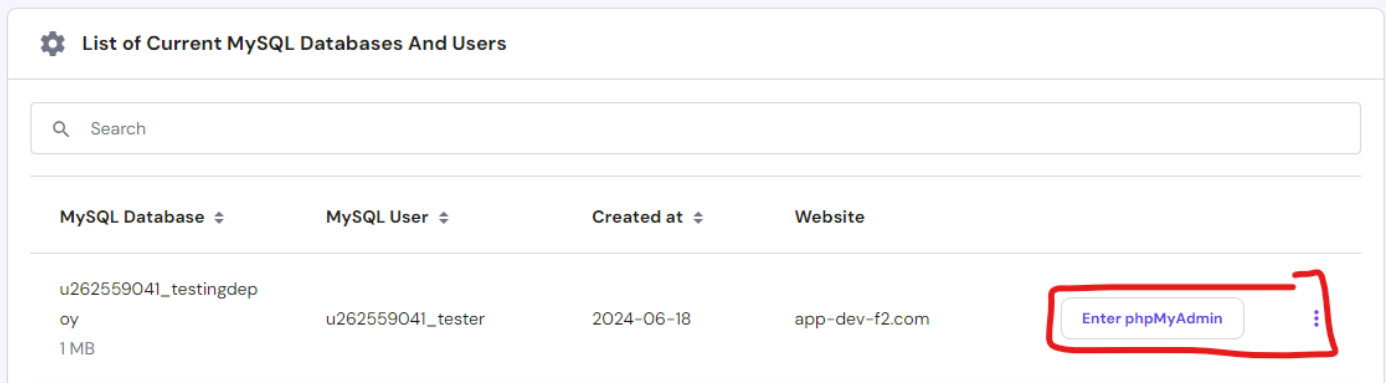 List of Current MySQL Databases And Users
Search
MySQL Database MySQL User Created at Website
u262559041_testingdep
oy u262559041_tester 2024-06-18 app-dev-f2.com Enter phpMyAdmin
1 MB